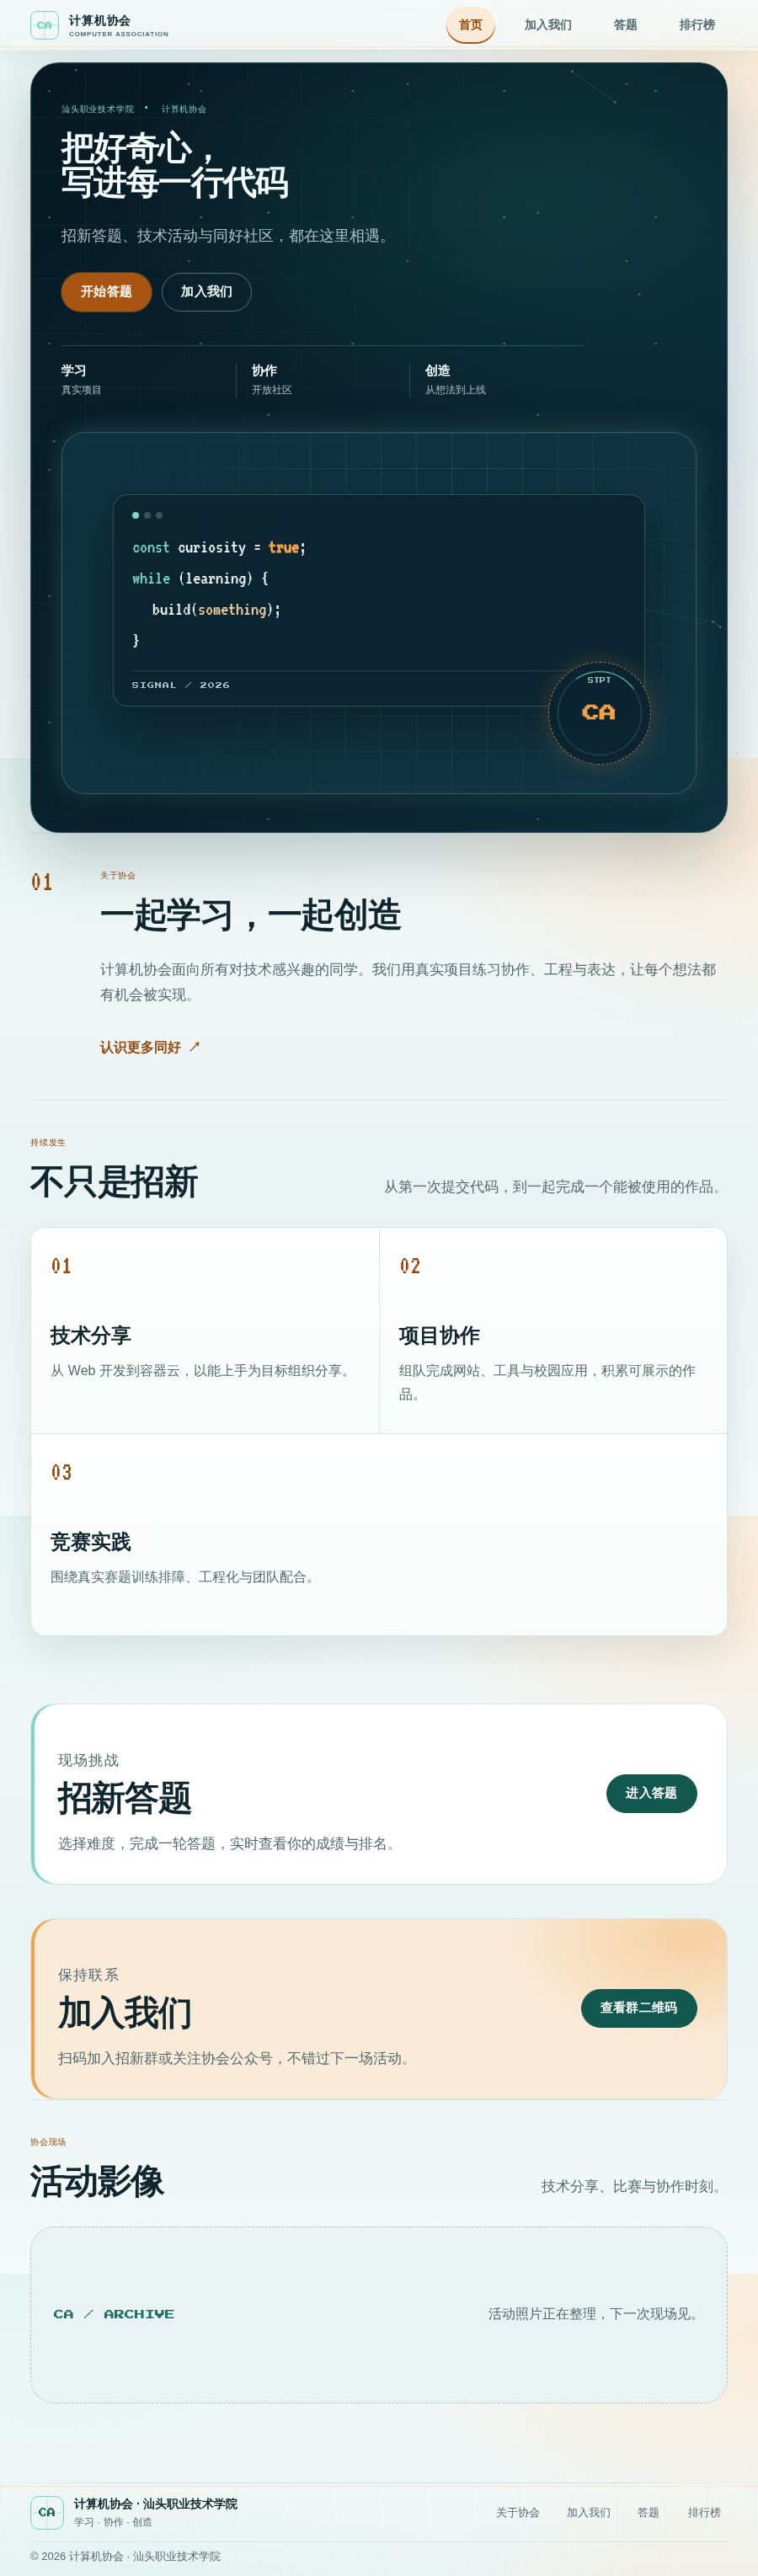 CA
计算机协会
COMPUTER ASSOCIATION
首页
加入我们
答题
排行榜
汕头职业技术学院 · 计算机协会
把好奇心，
写进每一行代码
招新答题、技术活动与同好社区，都在这里相遇。
开始答题
加入我们
学习
真实项目
协作
开放社区
创造
从想法到上线
const curiosity = true;
while (learning) {
build(something);
}
SIGNAL / 2026
STPT
CA
01
关于协会
一起学习，一起创造
计算机协会面向所有对技术感兴趣的同学。我们用真实项目练习协作、工程与表达，让每个想法都
有机会被实现。
认识更多同好 ↗
持续发生
不只是招新
从第一次提交代码，到一起完成一个能被使用的作品。
01
技术分享
从 Web 开发到容器云，以能上手为目标组织分享。
02
项目协作
组队完成网站、工具与校园应用，积累可展示的作
品。
03
竞赛实践
围绕真实赛题训练排障、工程化与团队配合。
现场挑战
招新答题
选择难度，完成一轮答题，实时查看你的成绩与排名。
进入答题
保持联系
加入我们
扫码加入招新群或关注协会公众号，不错过下一场活动。
查看群二维码
协会现场
活动影像
技术分享、比赛与协作时刻。
CA / ARCHIVE
活动照片正在整理，下一次现场见。
CA
计算机协会 · 汕头职业技术学院
学习 · 协作 · 创造
关于协会
加入我们
答题
排行榜
© 2026 计算机协会 · 汕头职业技术学院